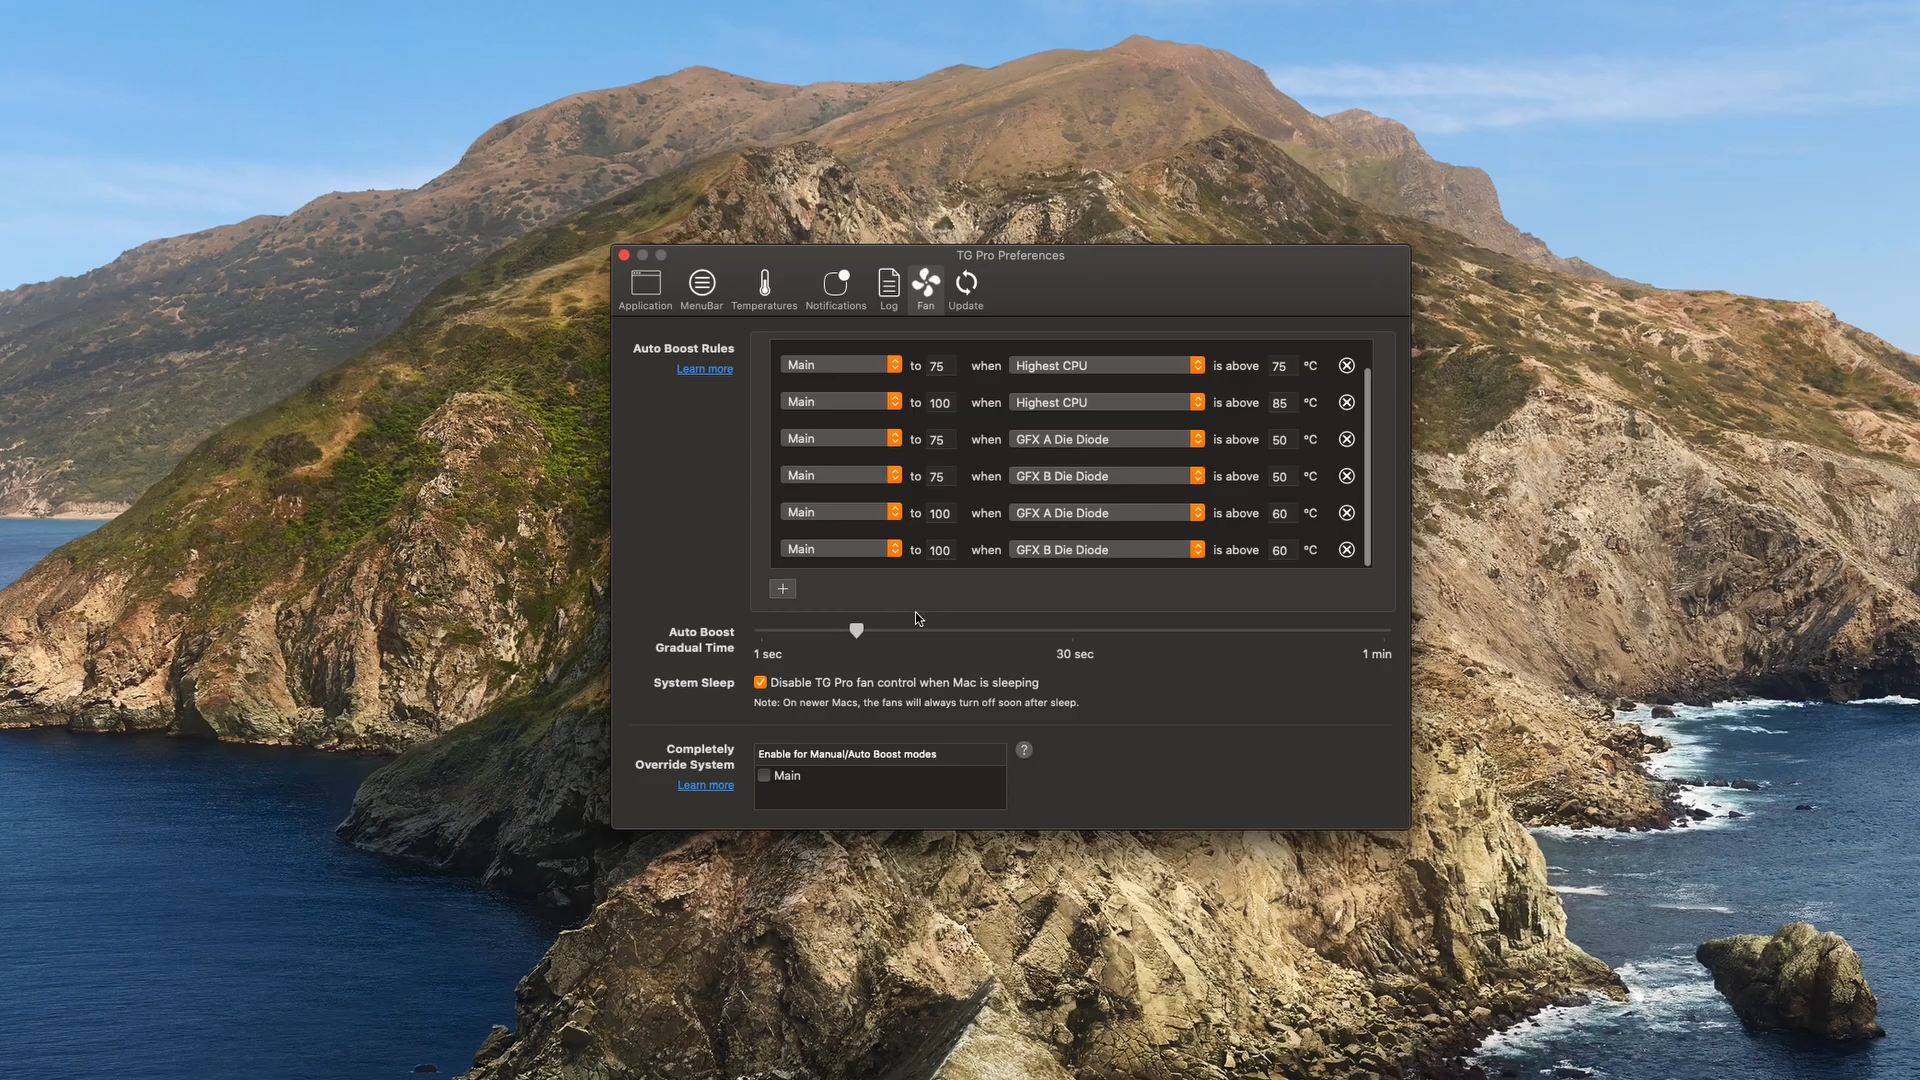 TG Pro Preferences
Application MenuBar Temperatures Notifications Log Fan Update
Auto Boost Rules
Learn more
Main to 75 when Highest CPU is above 75 °C
Main to 100 when Highest CPU is above 85 °C
Main to 75 when GFX A Die Diode is above 50 °C
Main to 75 when GFX B Die Diode is above 50 °C
Main to 100 when GFX A Die Diode is above 60 °C
Main to 100 when GFX B Die Diode is above 60 °C
+
Auto Boost
Gradual Time
1 sec 30 sec 1 min
System Sleep
Disable TG Pro fan control when Mac is sleeping
Note: On newer Macs, the fans will always turn off soon after sleep.
Completely
Override System
Learn more
Enable for Manual/Auto Boost modes
?
Main